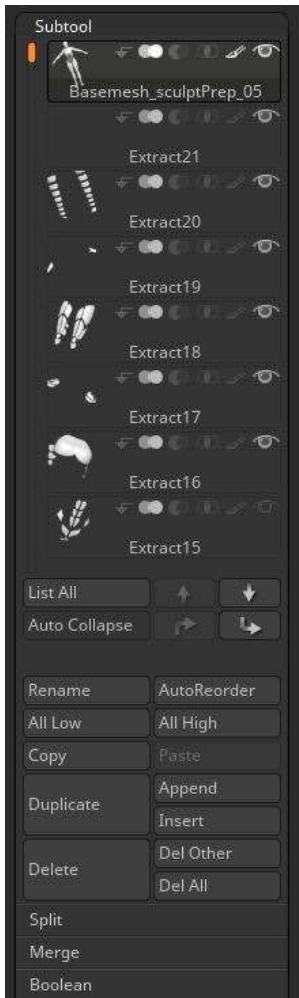 Subtool
Basemesh_sculptPrep_05
Extract21
Extract20
Extract19
Extract18
Extract17
Extract16
Extract15
List All
Auto Collapse
Rename AutoReorder
All Low All High
Copy Paste
Duplicate Append
Insert
Delete Del Other
Del All
Split
Merge
Boolean